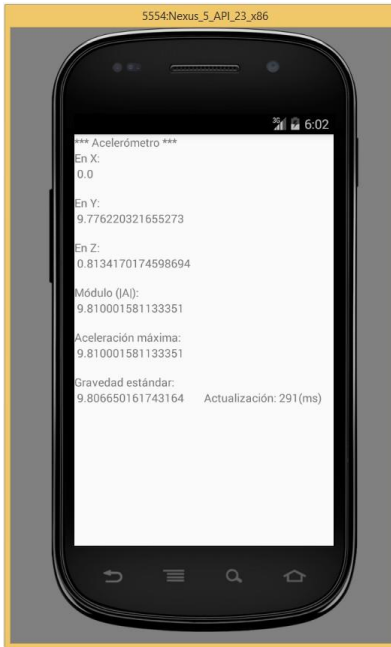 5554:Nexus_5_API_23_x86
3G 6:02
*** Acelerómetro ***
En X:
0.0
En Y:
9.776220321655273
En Z:
0.8134170174598694
Módulo (|A|):
9.810001581133351
Aceleración máxima:
9.810001581133351
Gravedad estándar:
9.806650161743164 Actualización: 291(ms)